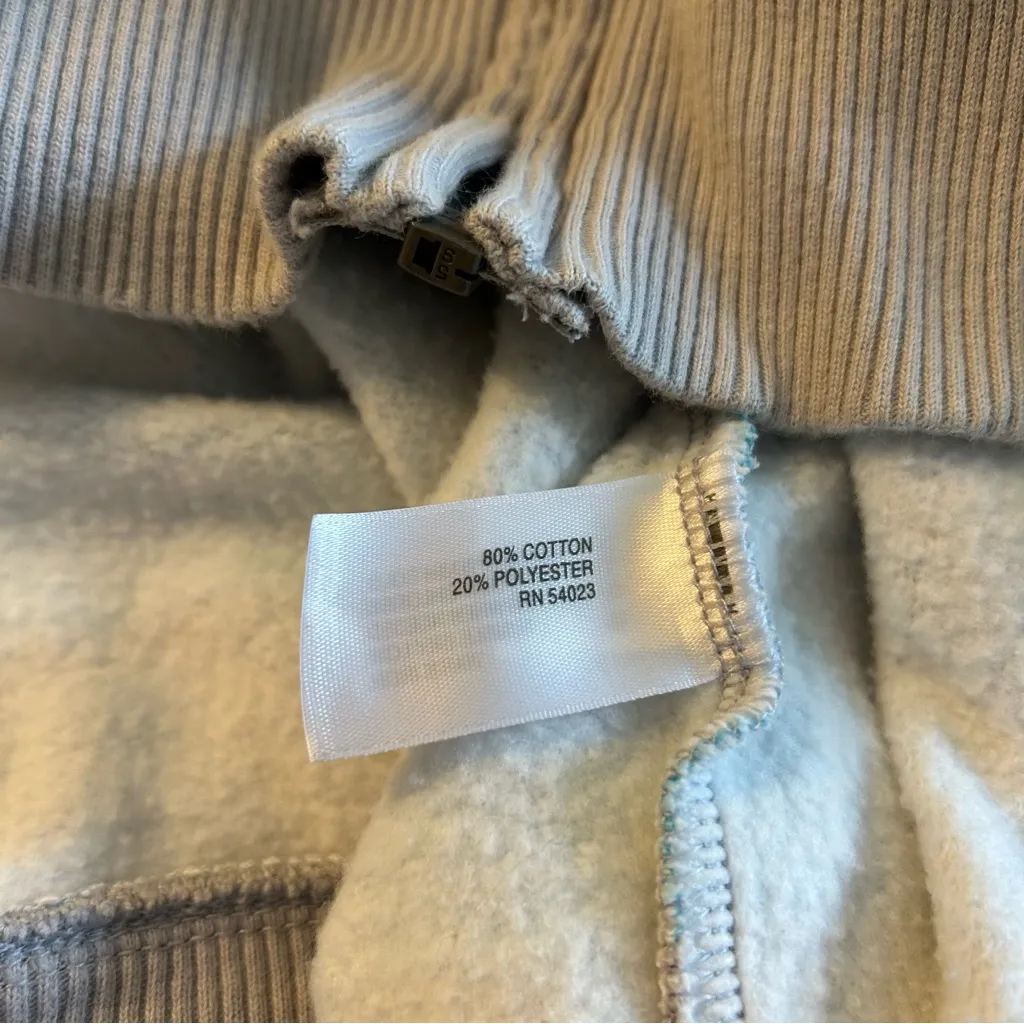 80% COTTON
20% POLYESTER
RN 54023